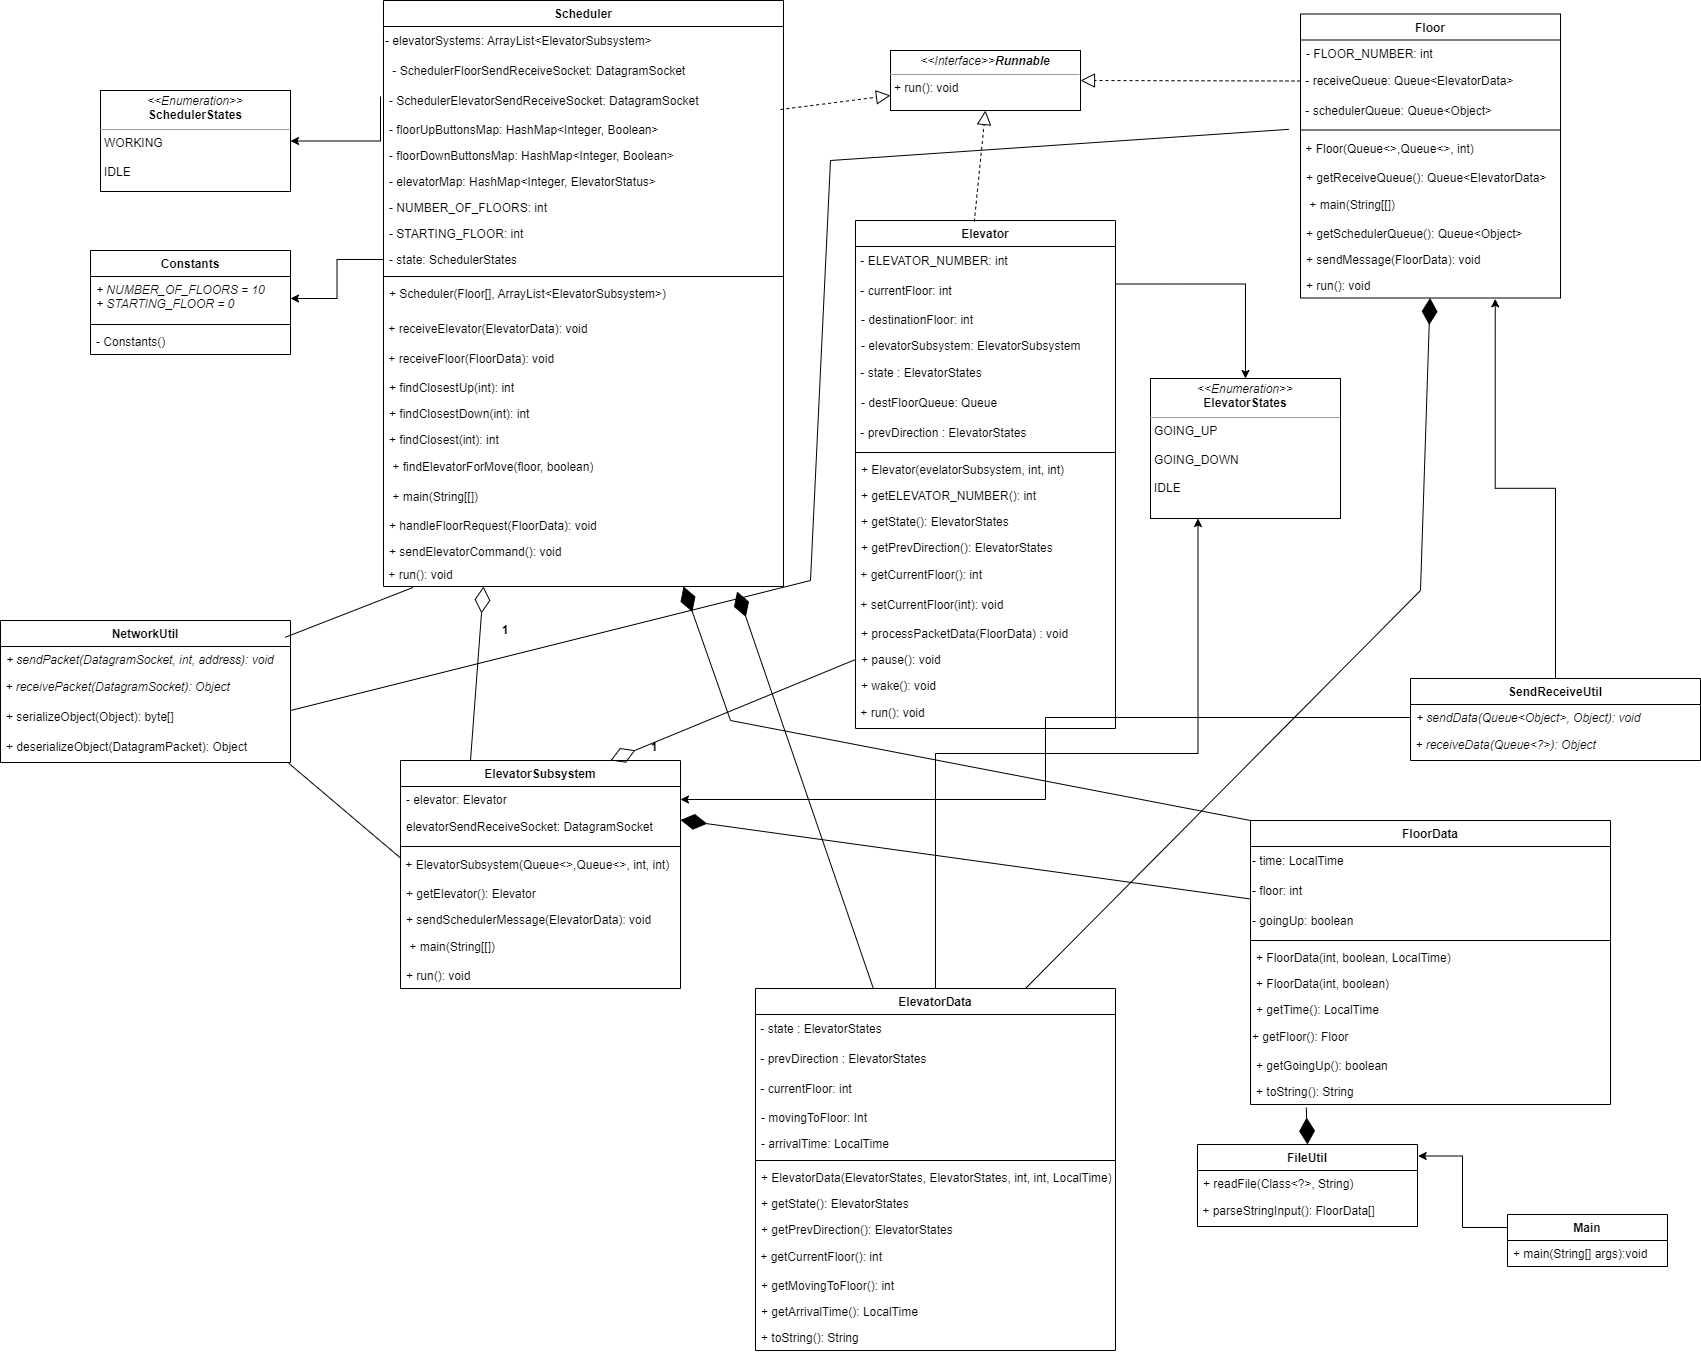 Scheduler
- elevatorSystems: ArrayList<ElevatorSubsystem>
- SchedulerFloorSendReceiveSocket: DatagramSocket
- SchedulerElevatorSendReceiveSocket: DatagramSocket
- floorUpButtonsMap: HashMap<Integer, Boolean>
- floorDownButtonsMap: HashMap<Integer, Boolean>
- elevatorMap: HashMap<Integer, ElevatorStatus>
- NUMBER_OF_FLOORS: int
- STARTING_FLOOR: int
- state: SchedulerStates
+ Scheduler(Floor[], ArrayList<ElevatorSubsystem>)
+ receiveElevator(ElevatorData): void
+ receiveFloor(FloorData): void
+ findClosestUp(int): int
+ findClosestDown(int): int
+ findClosest(int): int
+ findElevatorForMove(floor, boolean)
+ main(String[[])
+ handleFloorRequest(FloorData): void
+ sendElevatorCommand(): void
+ run(): void
<<Enumeration>>
SchedulerStates
WORKING
IDLE
Constants
+ NUMBER_OF_FLOORS = 10
+ STARTING_FLOOR = 0
- Constants()
<<Interface>>Runnable
+ run(): void
Floor
- FLOOR_NUMBER: int
- receiveQueue: Queue<ElevatorData>
- schedulerQueue: Queue<Object>
+ Floor(Queue<>,Queue<>, int)
+ getReceiveQueue(): Queue<ElevatorData>
+ main(String[[])
+ getSchedulerQueue(): Queue<Object>
+ sendMessage(FloorData): void
+ run(): void
Elevator
- ELEVATOR_NUMBER: int
- currentFloor: int
- destinationFloor: int
- elevatorSubsystem: ElevatorSubsystem
- state : ElevatorStates
- destFloorQueue: Queue
- prevDirection : ElevatorStates
+ Elevator(evelatorSubsystem, int, int)
+ getELEVATOR_NUMBER(): int
+ getState(): ElevatorStates
+ getPrevDirection(): ElevatorStates
+ getCurrentFloor(): int
+ setCurrentFloor(int): void
+ processPacketData(FloorData) : void
+ pause(): void
+ wake(): void
+ run(): void
<<Enumeration>>
ElevatorStates
GOING_UP
GOING_DOWN
IDLE
NetworkUtil
+ sendPacket(DatagramSocket, int, address): void
+ receivePacket(DatagramSocket): Object
+ serializeObject(Object): byte[]
+ deserializeObject(DatagramPacket): Object
1
1
SendReceiveUtil
+ sendData(Queue<Object>, Object): void
+ receiveData(Queue<?>): Object
ElevatorSubsystem
- elevator: Elevator
elevatorSendReceiveSocket: DatagramSocket
+ ElevatorSubsystem(Queue<>,Queue<>, int, int)
+ getElevator(): Elevator
+ sendSchedulerMessage(ElevatorData): void
+ main(String[[])
+ run(): void
FloorData
- time: LocalTime
- floor: int
- goingUp: boolean
+ FloorData(int, boolean, LocalTime)
+ FloorData(int, boolean)
+ getTime(): LocalTime
+ getFloor(): Floor
+ getGoingUp(): boolean
+ toString(): String
ElevatorData
- state : ElevatorStates
- prevDirection : ElevatorStates
- currentFloor: int
- movingToFloor: Int
- arrivalTime: LocalTime
+ ElevatorData(ElevatorStates, ElevatorStates, int, int, LocalTime)
+ getState(): ElevatorStates
+ getPrevDirection(): ElevatorStates
+ getCurrentFloor(): int
+ getMovingToFloor(): int
+ getArrivalTime(): LocalTime
+ toString(): String
FileUtil
+ readFile(Class<?>, String)
+ parseStringInput(): FloorData[]
Main
+ main(String[] args):void